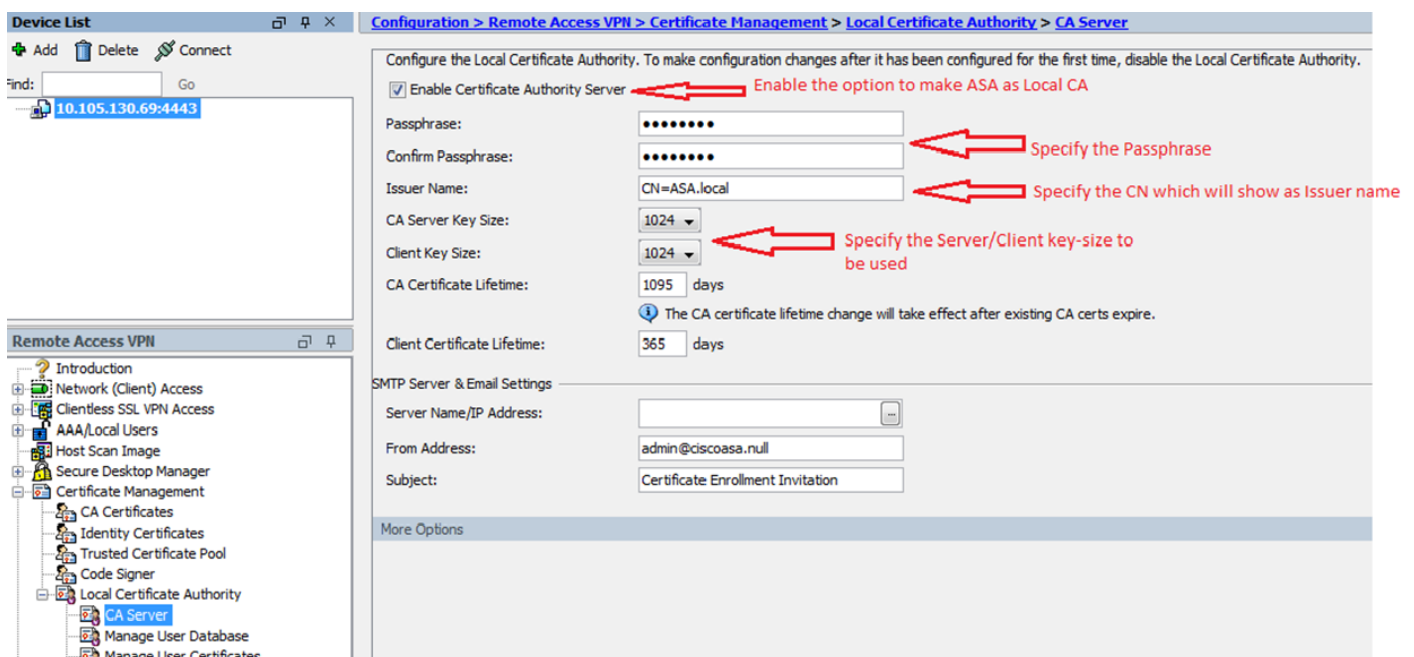 Device List
Add Delete Connect
Find: Go
10.105.130.69:4443
Remote Access VPN
Introduction
Network (Client) Access
Clientless SSL VPN Access
AAA/Local Users
Host Scan Image
Secure Desktop Manager
Certificate Management
CA Certificates
Identity Certificates
Trusted Certificate Pool
Code Signer
Local Certificate Authority
CA Server
Manage User Database
Manage User Certificates
Configuration > Remote Access VPN > Certificate Management > Local Certificate Authority > CA Server
Configure the Local Certificate Authority. To make configuration changes after it has been configured for the first time, disable the Local Certificate Authority.
Enable Certificate Authority Server
Enable the option to make ASA as Local CA
Passphrase: ••••••••
Confirm Passphrase: ••••••••
Specify the Passphrase
Issuer Name: CN=ASA.local
Specify the CN which will show as Issuer name
CA Server Key Size: 1024
Client Key Size: 1024
Specify the Server/Client key-size to
be used
CA Certificate Lifetime: 1095 days
The CA certificate lifetime change will take effect after existing CA certs expire.
Client Certificate Lifetime: 365 days
SMTP Server & Email Settings
Server Name/IP Address: ...
From Address: admin@ciscoasa.null
Subject: Certificate Enrollment Invitation
More Options